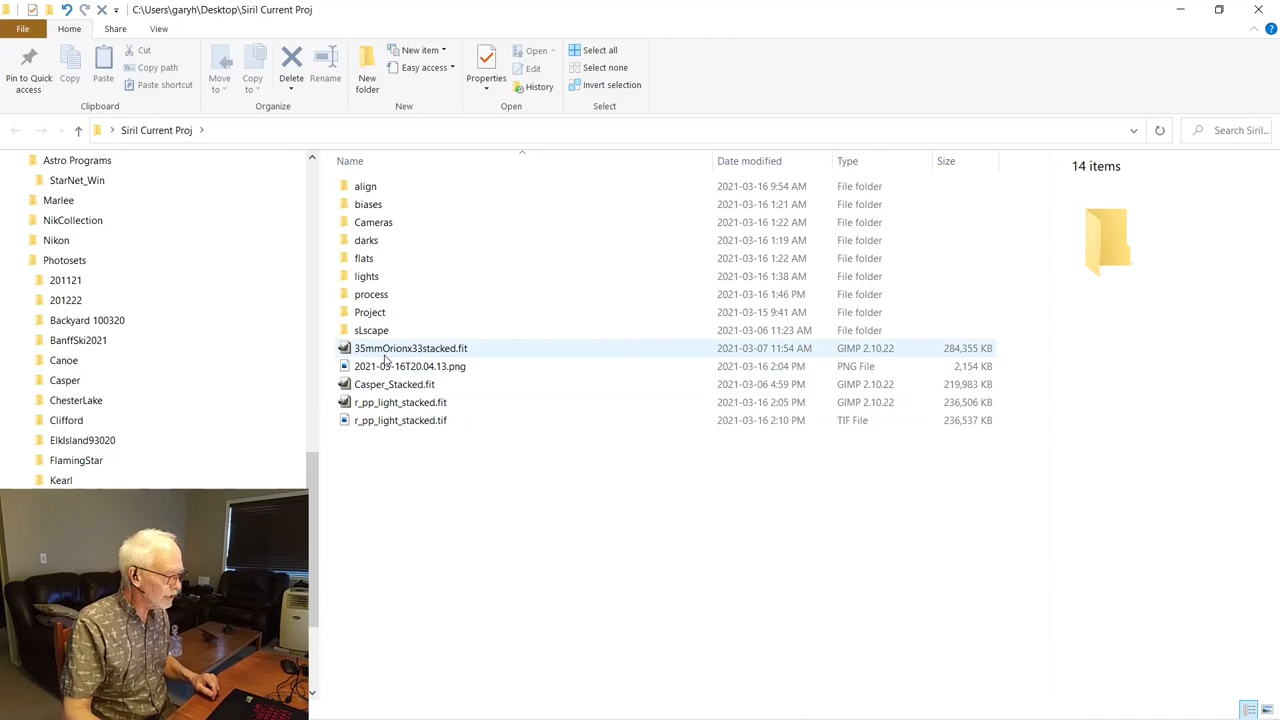 C:\Users\garyh\Desktop\Siril Current Proj
File Home Share View
Pin to Quick access
Copy
Paste
Cut
Copy path
Paste shortcut
Clipboard
Move to
Copy to
Delete
Rename
Organize
New folder
New item
Easy access
New
Properties
Open
Edit
History
Open
Select all
Select none
Invert selection
Select
Siril Current Proj
Search Siril...
Astro Programs
StarNet_Win
Marlee
NikCollection
Nikon
Photosets
201121
201222
Backyard 100320
BanffSki2021
Canoe
Casper
ChesterLake
Clifford
ElkIsland93020
FlamingStar
Kearl
Name Date modified Type Size
align 2021-03-16 9:54 AM File folder
biases 2021-03-16 1:21 AM File folder
Cameras 2021-03-16 1:22 AM File folder
darks 2021-03-16 1:19 AM File folder
flats 2021-03-16 1:22 AM File folder
lights 2021-03-16 1:38 AM File folder
process 2021-03-16 1:46 PM File folder
Project 2021-03-15 9:41 AM File folder
sLscape 2021-03-06 11:23 AM File folder
35mmOrionx33stacked.fit 2021-03-07 11:54 AM GIMP 2.10.22 284,355 KB
2021-03-16T20.04.13.png 2021-03-16 2:04 PM PNG File 2,154 KB
Casper_Stacked.fit 2021-03-06 4:59 PM GIMP 2.10.22 219,983 KB
r_pp_light_stacked.fit 2021-03-16 2:05 PM GIMP 2.10.22 236,506 KB
r_pp_light_stacked.tif 2021-03-16 2:10 PM TIF File 236,537 KB
14 items